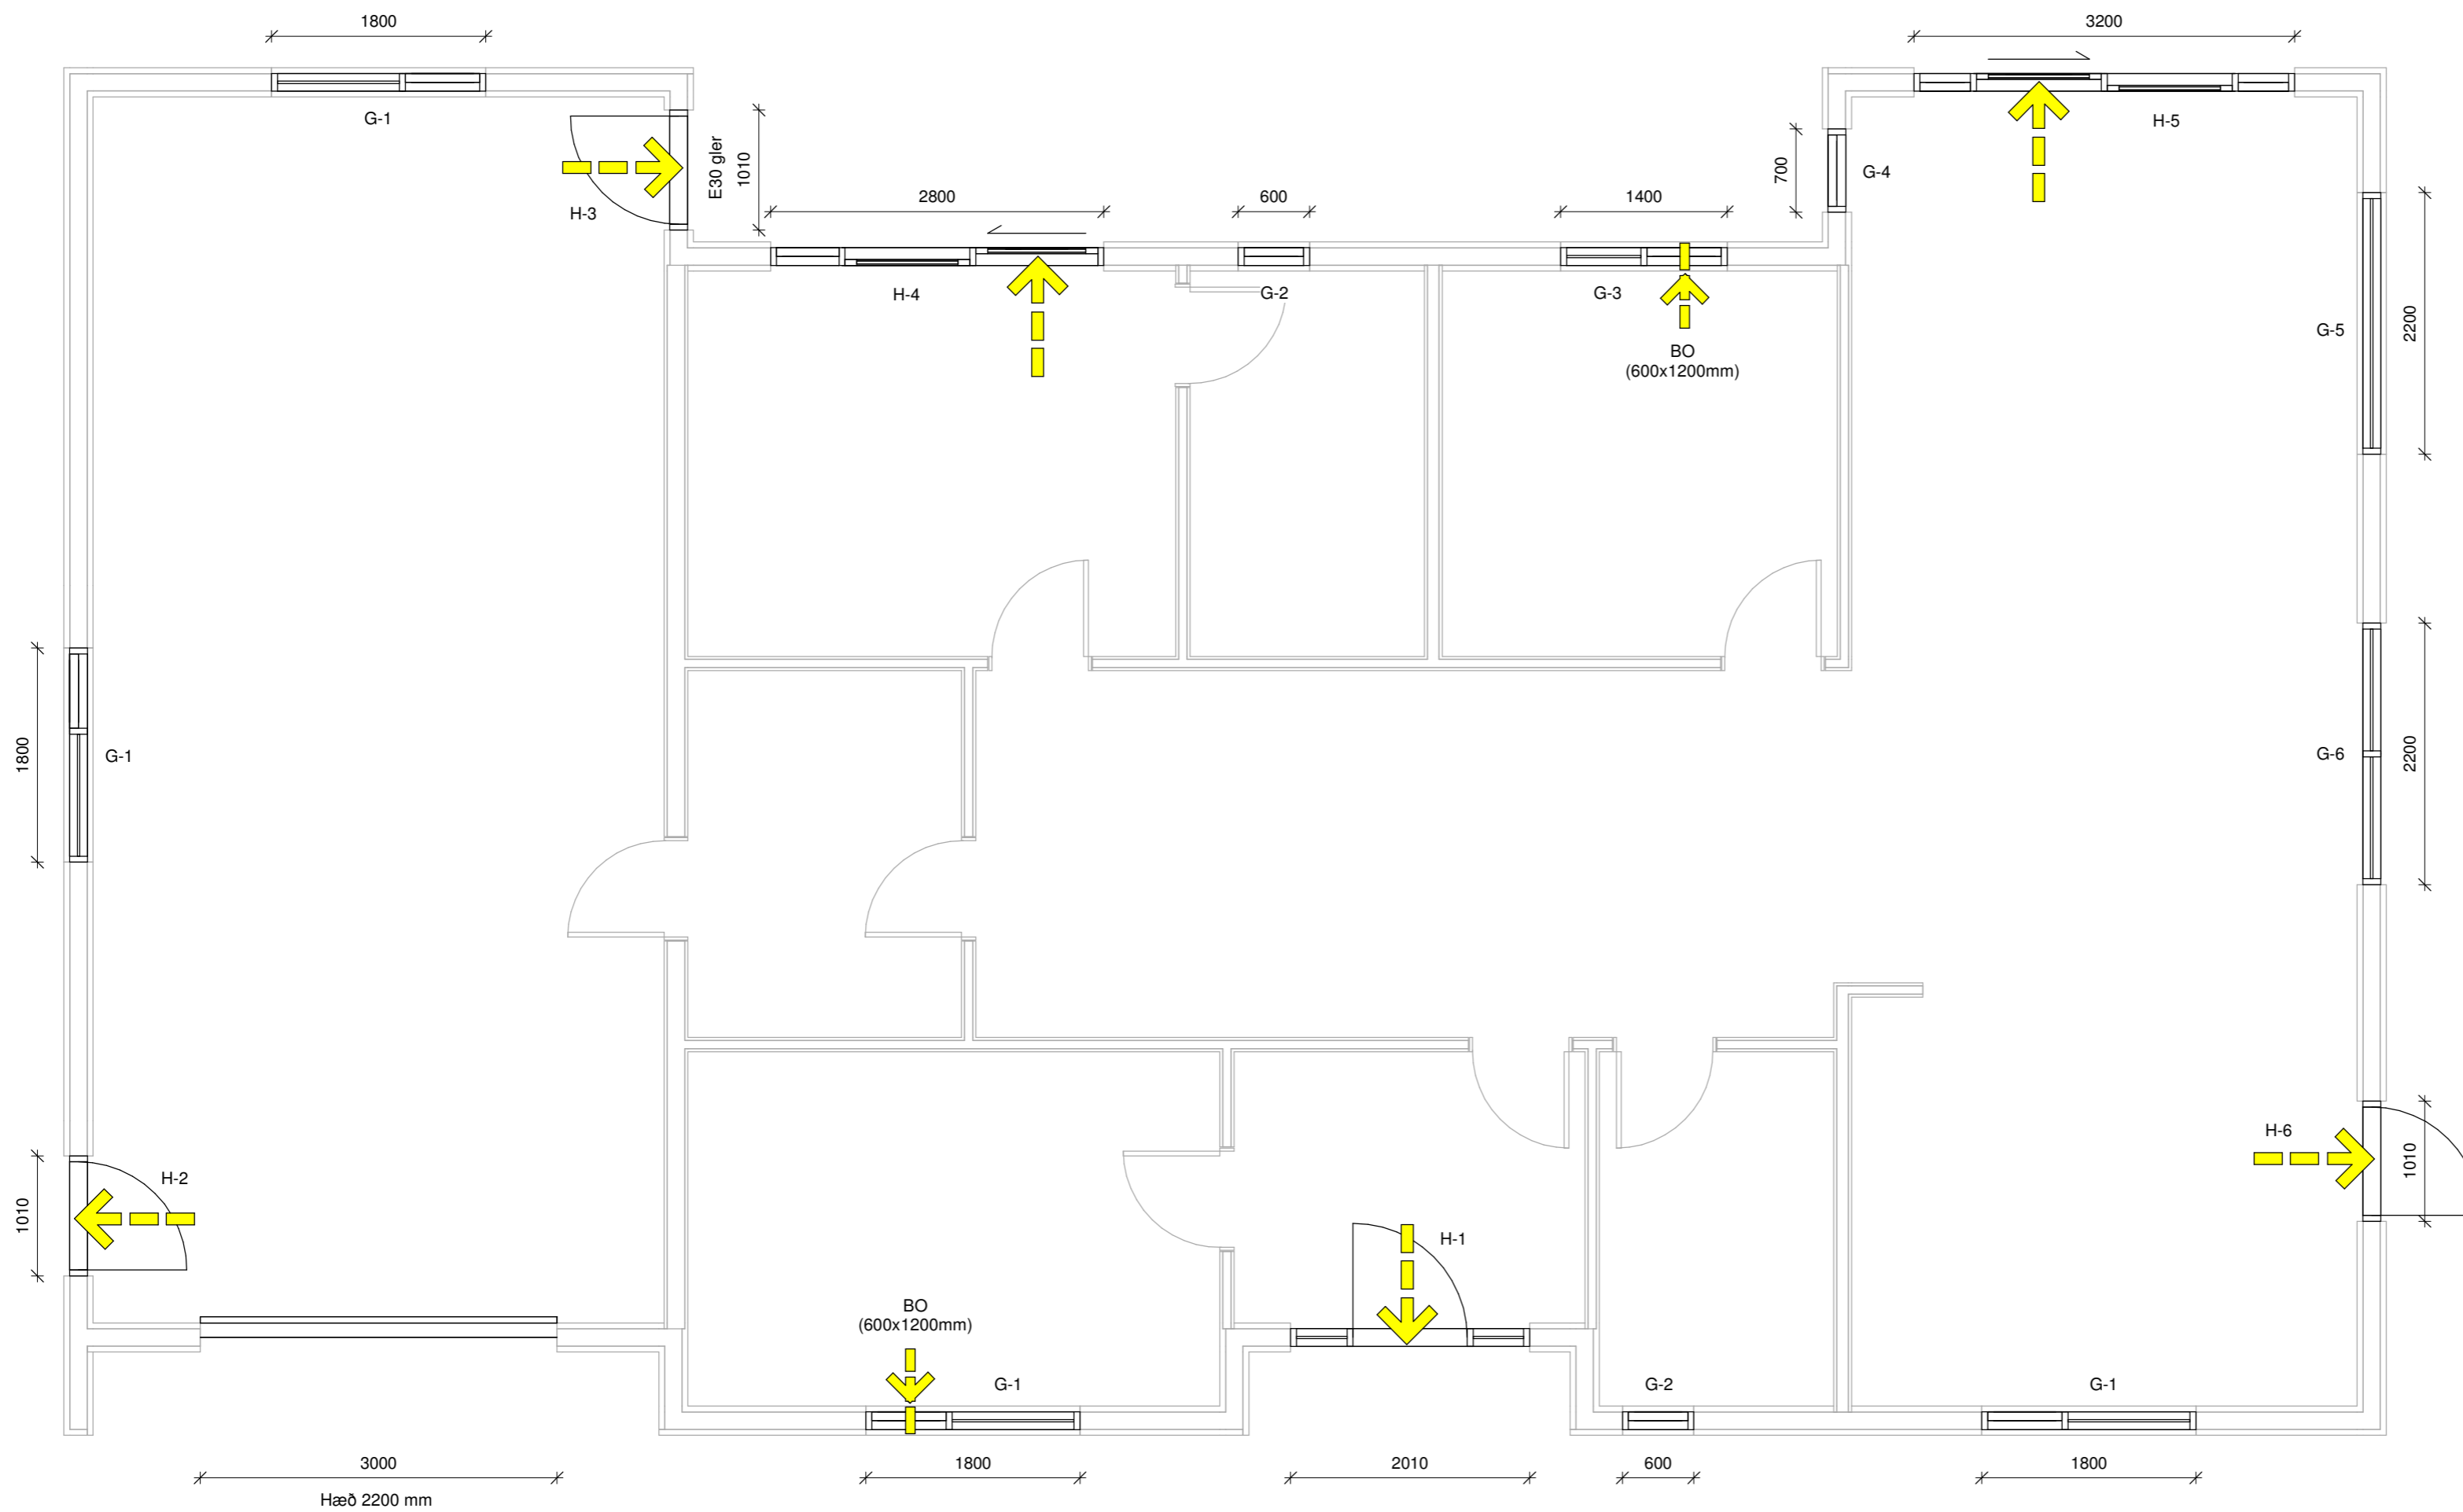 1800
3200
G-1
H-5
E30 gler
1010
700
G-4
H-3
2800
600
1400
H-4
G-2
G-3
BO
(600x1200mm)
G-5
2200
1800
G-1
G-6
2200
H-6
1010
H-2
1010
H-1
BO
(600x1200mm)
G-1
G-2
G-1
3000
1800
2010
600
1800
Hæð 2200 mm